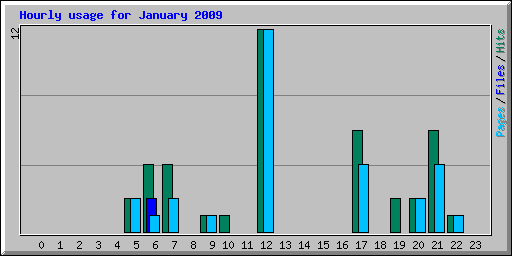 Hourly usage for January 2009
12
Pages / Files / Hits
0 1 2 3 4 5 6 7 8 9 10 11 12 13 14 15 16 17 18 19 20 21 22 23